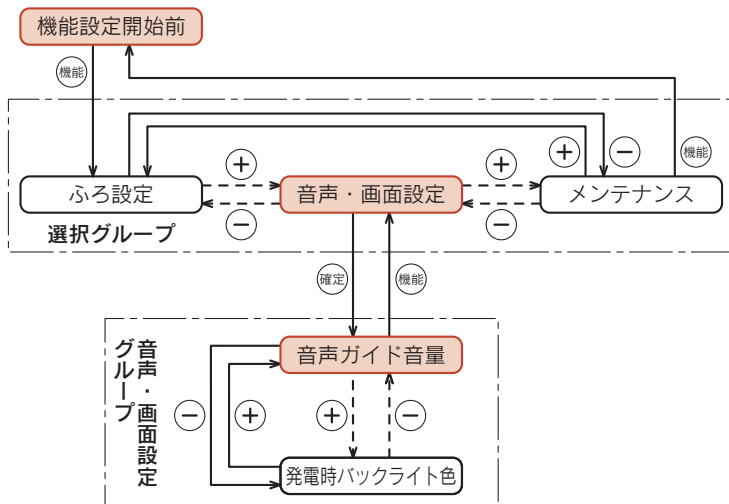 機能設定開始前
機能
＋
−
機能
＋
＋
ふろ設定
音声・画面設定
メンテナンス
−
−
選択グループ
確定
機能
音声・画面設定
グループ
音声ガイド音量
−
＋
＋
−
発電時バックライト色